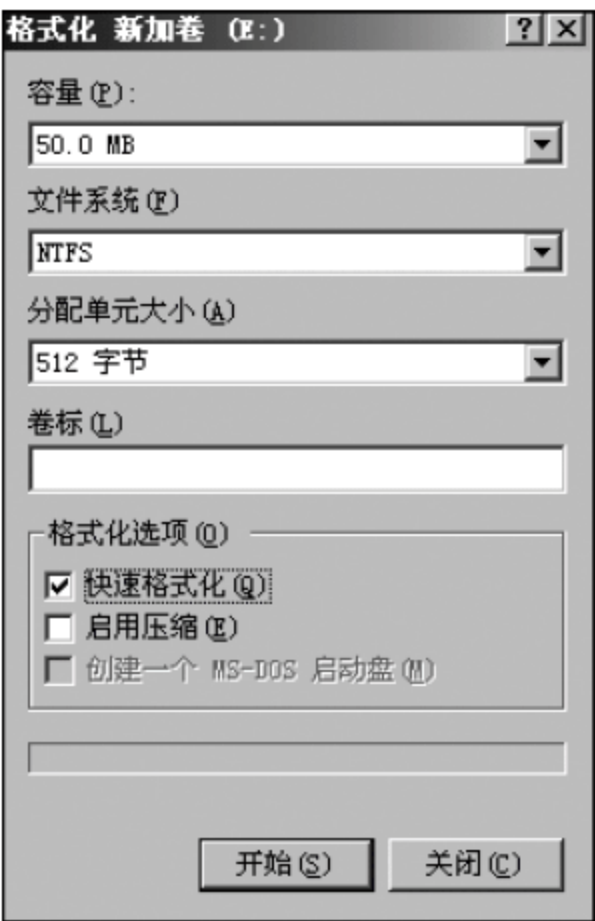 格式化 新加卷 (E:)
容量(P):
50.0 MB
文件系统(F)
NTFS
分配单元大小(A)
512 字节
卷标(L)
格式化选项(O)
快速格式化(Q)
启用压缩(E)
创建一个 MS-DOS 启动盘(M)
开始(S)
关闭(C)